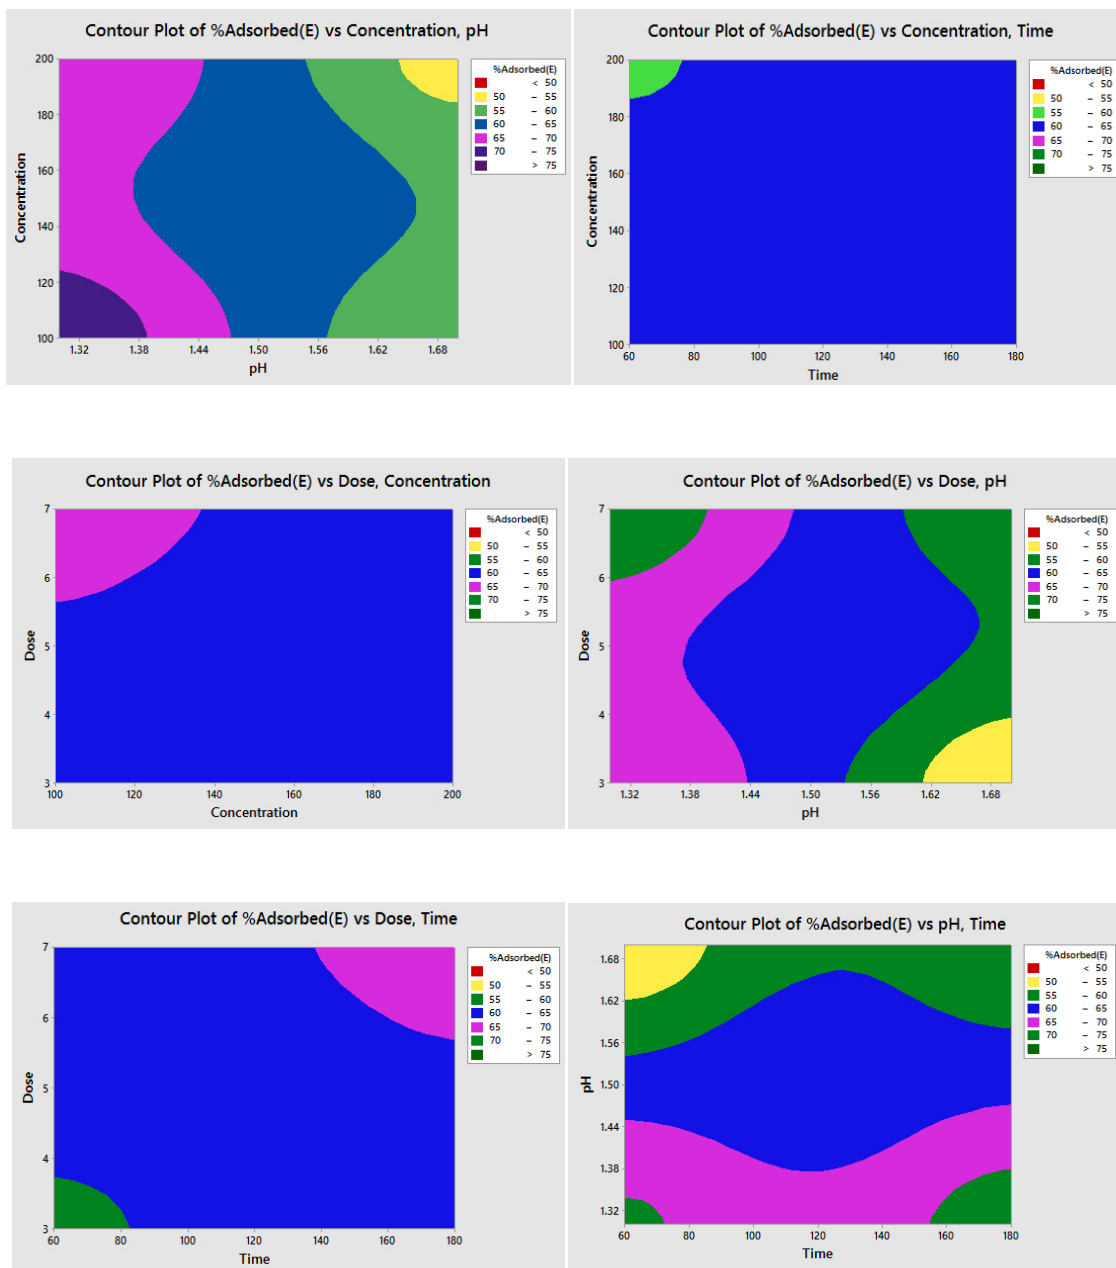 Contour Plot of %Adsorbed(E) vs Concentration, pH
200
180
160
140
120
100
Concentration
1.32 1.38 1.44 1.50 1.56 1.62 1.68
pH
%Adsorbed(E)
< 50
50 – 55
55 – 60
60 – 65
65 – 70
70 – 75
> 75
Contour Plot of %Adsorbed(E) vs Concentration, Time
200
180
160
140
120
100
Concentration
60 80 100 120 140 160 180
Time
%Adsorbed(E)
< 50
50 – 55
55 – 60
60 – 65
65 – 70
70 – 75
> 75
Contour Plot of %Adsorbed(E) vs Dose, Concentration
7
6
5
4
3
Dose
100 120 140 160 180 200
Concentration
%Adsorbed(E)
< 50
50 – 55
55 – 60
60 – 65
65 – 70
70 – 75
> 75
Contour Plot of %Adsorbed(E) vs Dose, pH
7
6
5
4
3
Dose
1.32 1.38 1.44 1.50 1.56 1.62 1.68
pH
%Adsorbed(E)
< 50
50 – 55
55 – 60
60 – 65
65 – 70
70 – 75
> 75
Contour Plot of %Adsorbed(E) vs Dose, Time
7
6
5
4
3
Dose
60 80 100 120 140 160 180
Time
%Adsorbed(E)
< 50
50 – 55
55 – 60
60 – 65
65 – 70
70 – 75
> 75
Contour Plot of %Adsorbed(E) vs pH, Time
1.68
1.62
1.56
1.50
1.44
1.38
1.32
pH
60 80 100 120 140 160 180
Time
%Adsorbed(E)
< 50
50 – 55
55 – 60
60 – 65
65 – 70
70 – 75
> 75